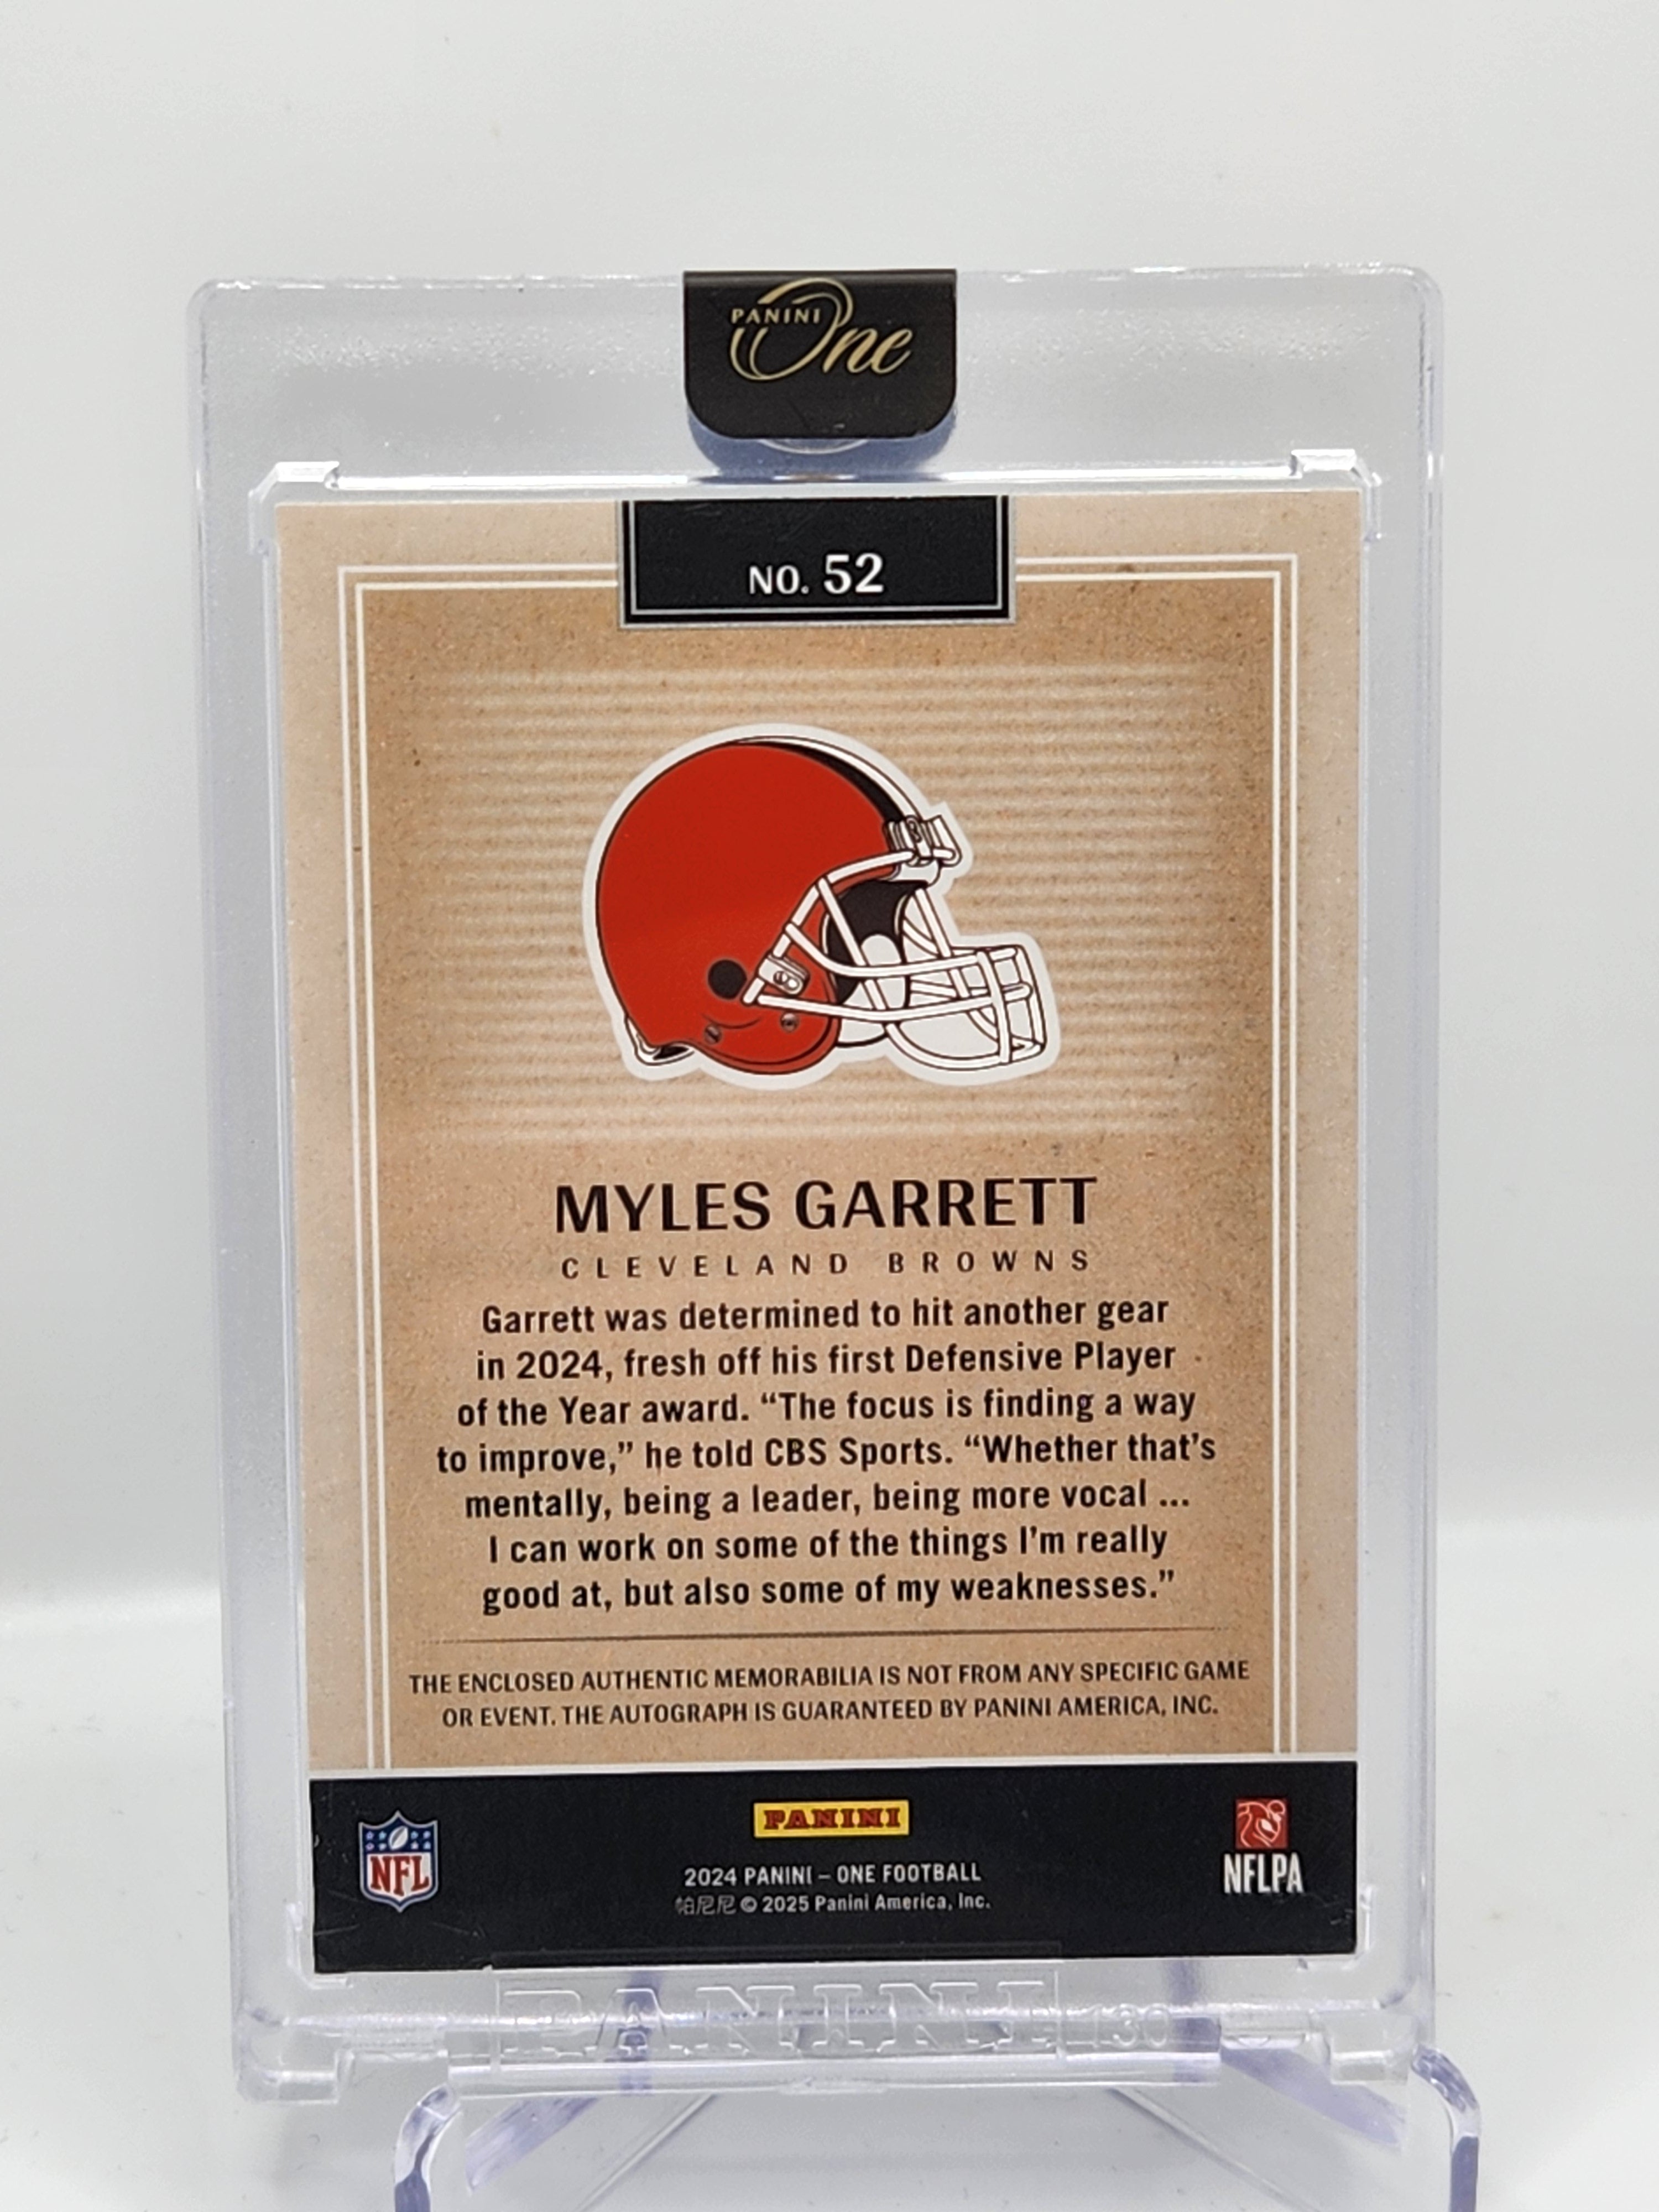 PANINI One
NO. 52
MYLES GARRETT
CLEVELAND BROWNS
Garrett was determined to hit another gear
in 2024, fresh off his first Defensive Player
of the Year award. “The focus is finding a way
to improve,” he told CBS Sports. “Whether that’s
mentally, being a leader, being more vocal ...
I can work on some of the things I’m really
good at, but also some of my weaknesses.”
THE ENCLOSED AUTHENTIC MEMORABILIA IS NOT FROM ANY SPECIFIC GAME
OR EVENT. THE AUTOGRAPH IS GUARANTEED BY PANINI AMERICA, INC.
NFL
PANINI
NFLPA
2024 PANINI – ONE FOOTBALL
帕尼尼 © 2025 Panini America, Inc.
PANINI 130